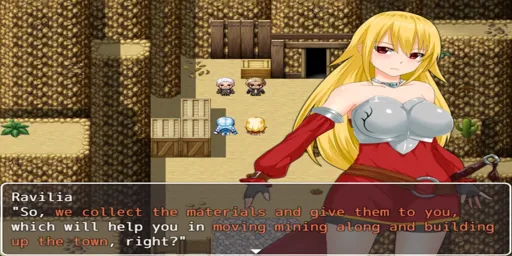 Ravilia
"So, we collect the materials and give them to you,
which will help you in moving mining along and building
up the town, right?"